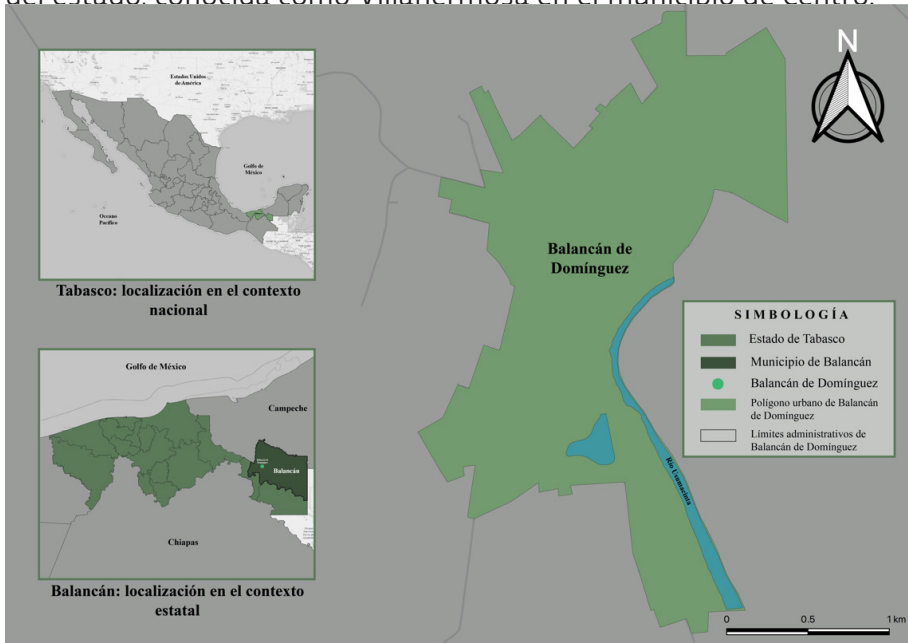 del estado, conocida como Villahermosa en el municipio de Centro.
Estados Unidos
de América
Golfo de
México
Oceano
Pacífico
Tabasco: localización en el contexto
nacional
Golfo de México
Campeche
Balancán
Chiapas
Balancán: localización en el contexto
estatal
N
Balancán de
Domínguez
Río Usumacinta
SIMBOLOGÍA
Estado de Tabasco
Municipio de Balancán
Balancán de Domínguez
Polígono urbano de Balancán
de Domínguez
Límites administrativos de
Balancán de Domínguez
0 0.5 1 km